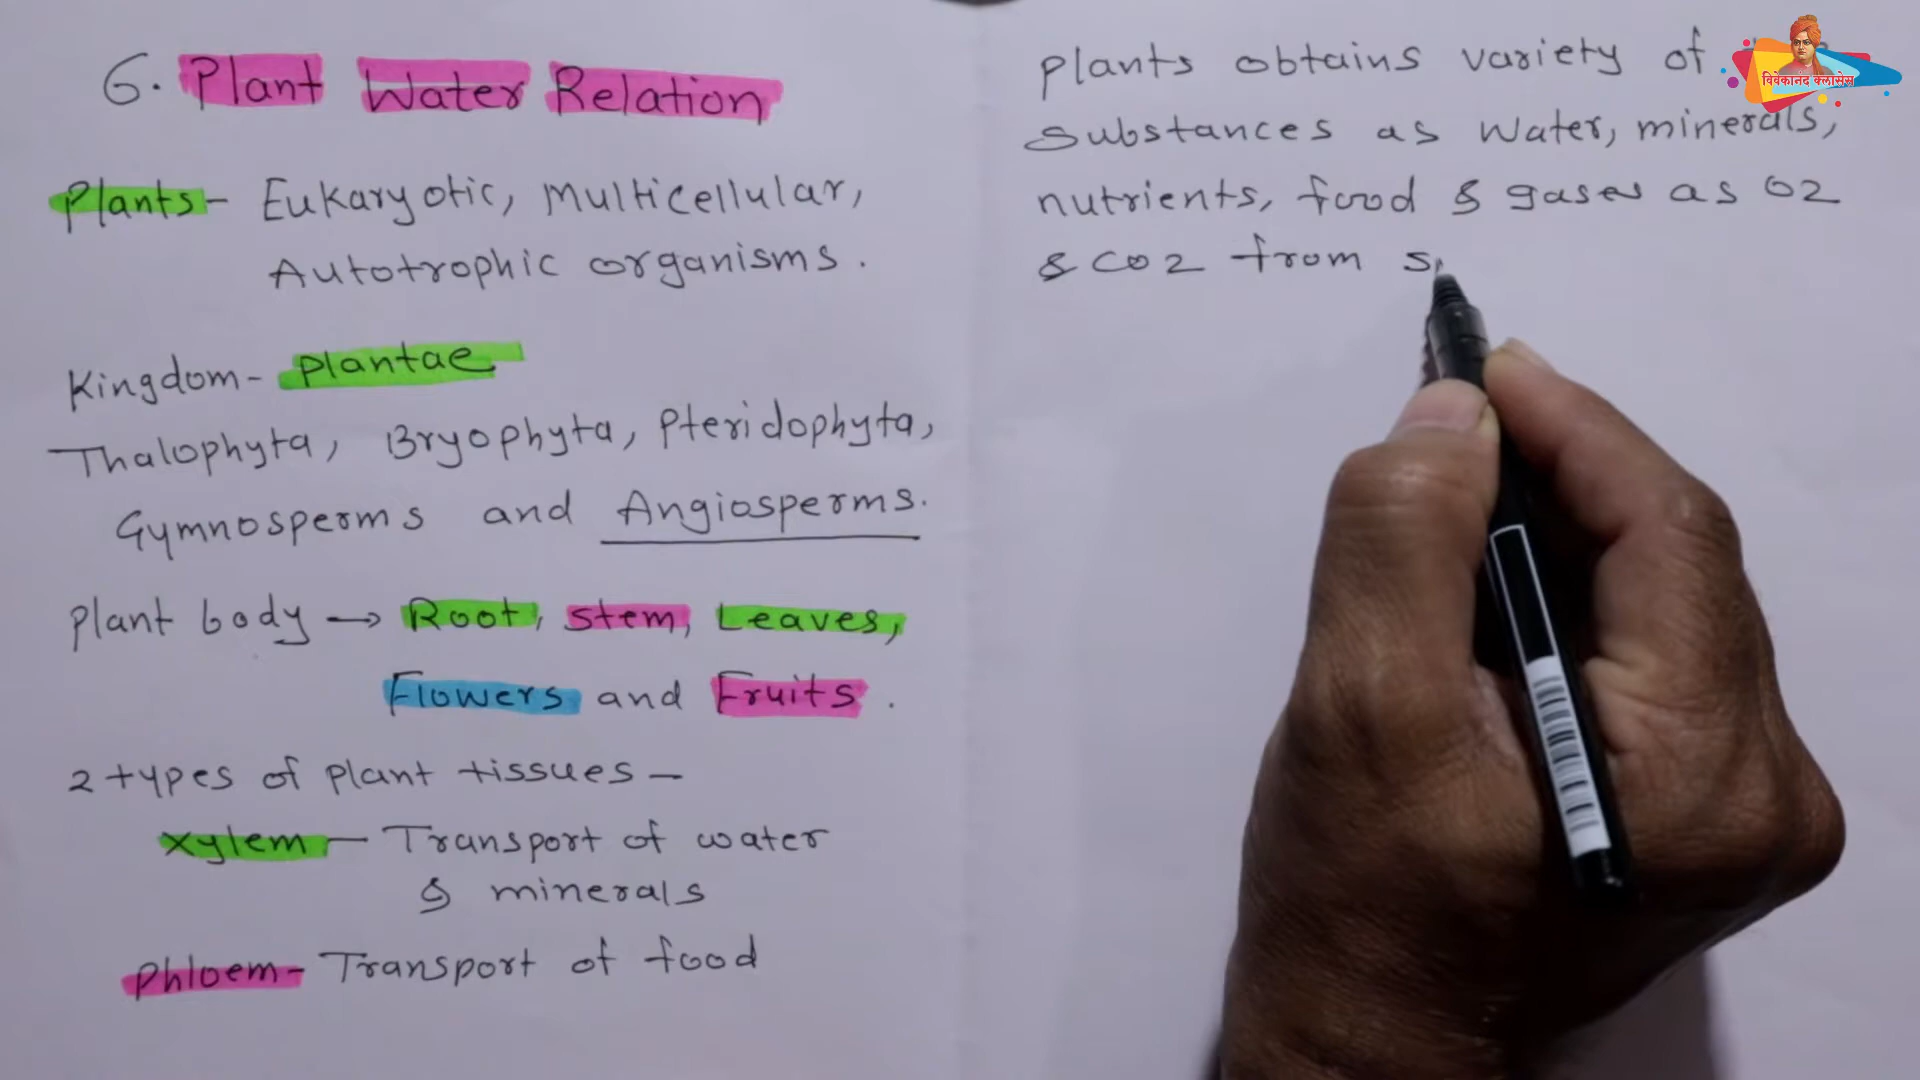 6. Plant Water Relation
Plants- Eukaryotic, Multicellular,
Autotrophic organisms.
Kingdom- Plantae
Thalophyta, Bryophyta, Pteridophyta,
Gymnosperms and Angiosperms.
Plant body → Root, Stem, Leaves,
Flowers and Fruits.
2 types of plant tissues-
Xylem- Transport of water
& minerals
Phloem- Transport of food
Plants obtains variety of
Substances as Water, minerals,
nutrients, food & gases as O2
& CO2 from
विवेकानंद क्लासेस